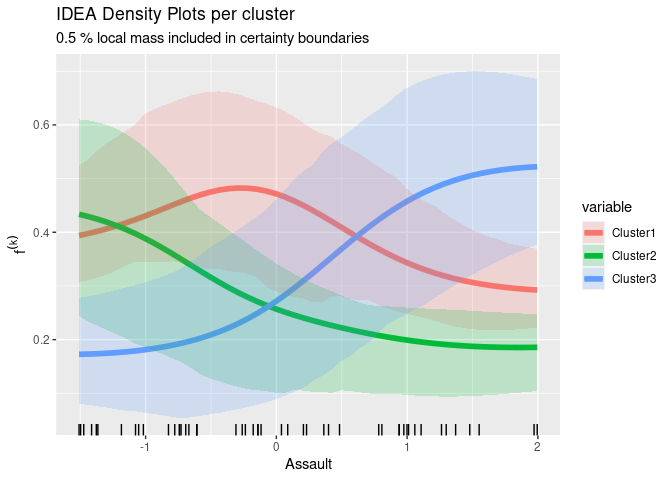 IDEA Density Plots per cluster
0.5 % local mass included in certainty boundaries
0.6
0.4
0.2
f(k)
-1
0
1
2
Assault
variable
Cluster1
Cluster2
Cluster3